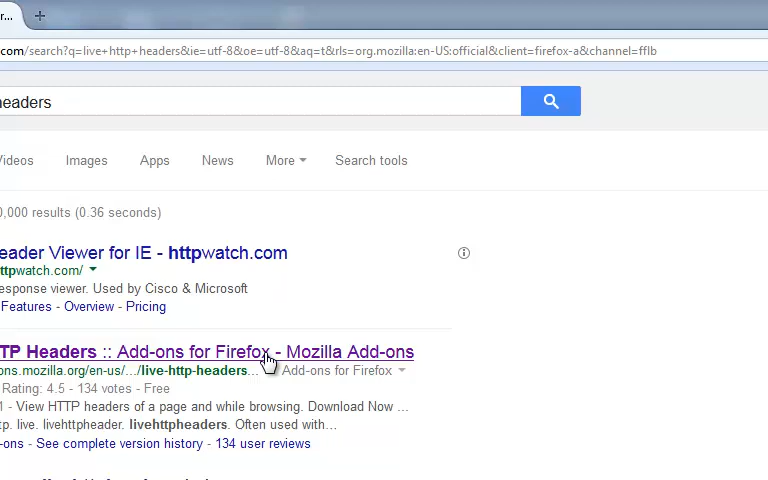 r...
com/search?q=live+http+headers&ie=utf-8&oe=utf-8&aq=t&rls=org.mozilla:en-US:official&client=firefox-a&channel=fflb
headers
Videos Images Apps News More Search tools
0,000 results (0.36 seconds)
eader Viewer for IE - httpwatch.com
ttpwatch.com/
esponse viewer. Used by Cisco & Microsoft
Features - Overview - Pricing
TP Headers :: Add-ons for Firefox - Mozilla Add-ons
ons.mozilla.org/en-us/.../live-http-headers... Add-ons for Firefox
Rating: 4.5 - 134 votes - Free
1 - View HTTP headers of a page and while browsing. Download Now ...
tp. live. livehttpheader. livehttpheaders. Often used with...
-ons - See complete version history - 134 user reviews